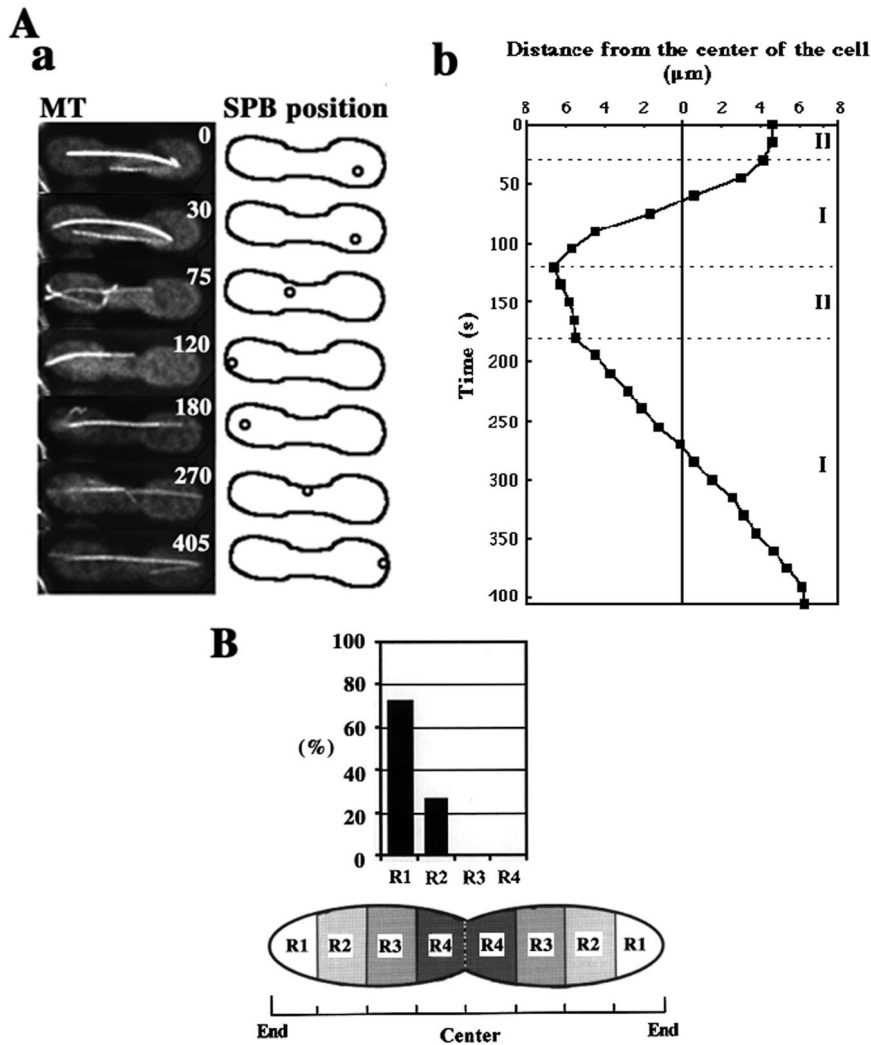 A
a
MT
SPB position
0
30
75
120
180
270
405
b
Distance from the center of the cell
(μm)
8 6 4 2 0 2 4 6 8
Time (s)
0
50
100
150
200
250
300
350
400
II
I
II
I
B
(%)
100
80
60
40
20
0
R1 R2 R3 R4
R1 R2 R3 R4 R4 R3 R2 R1
End Center End